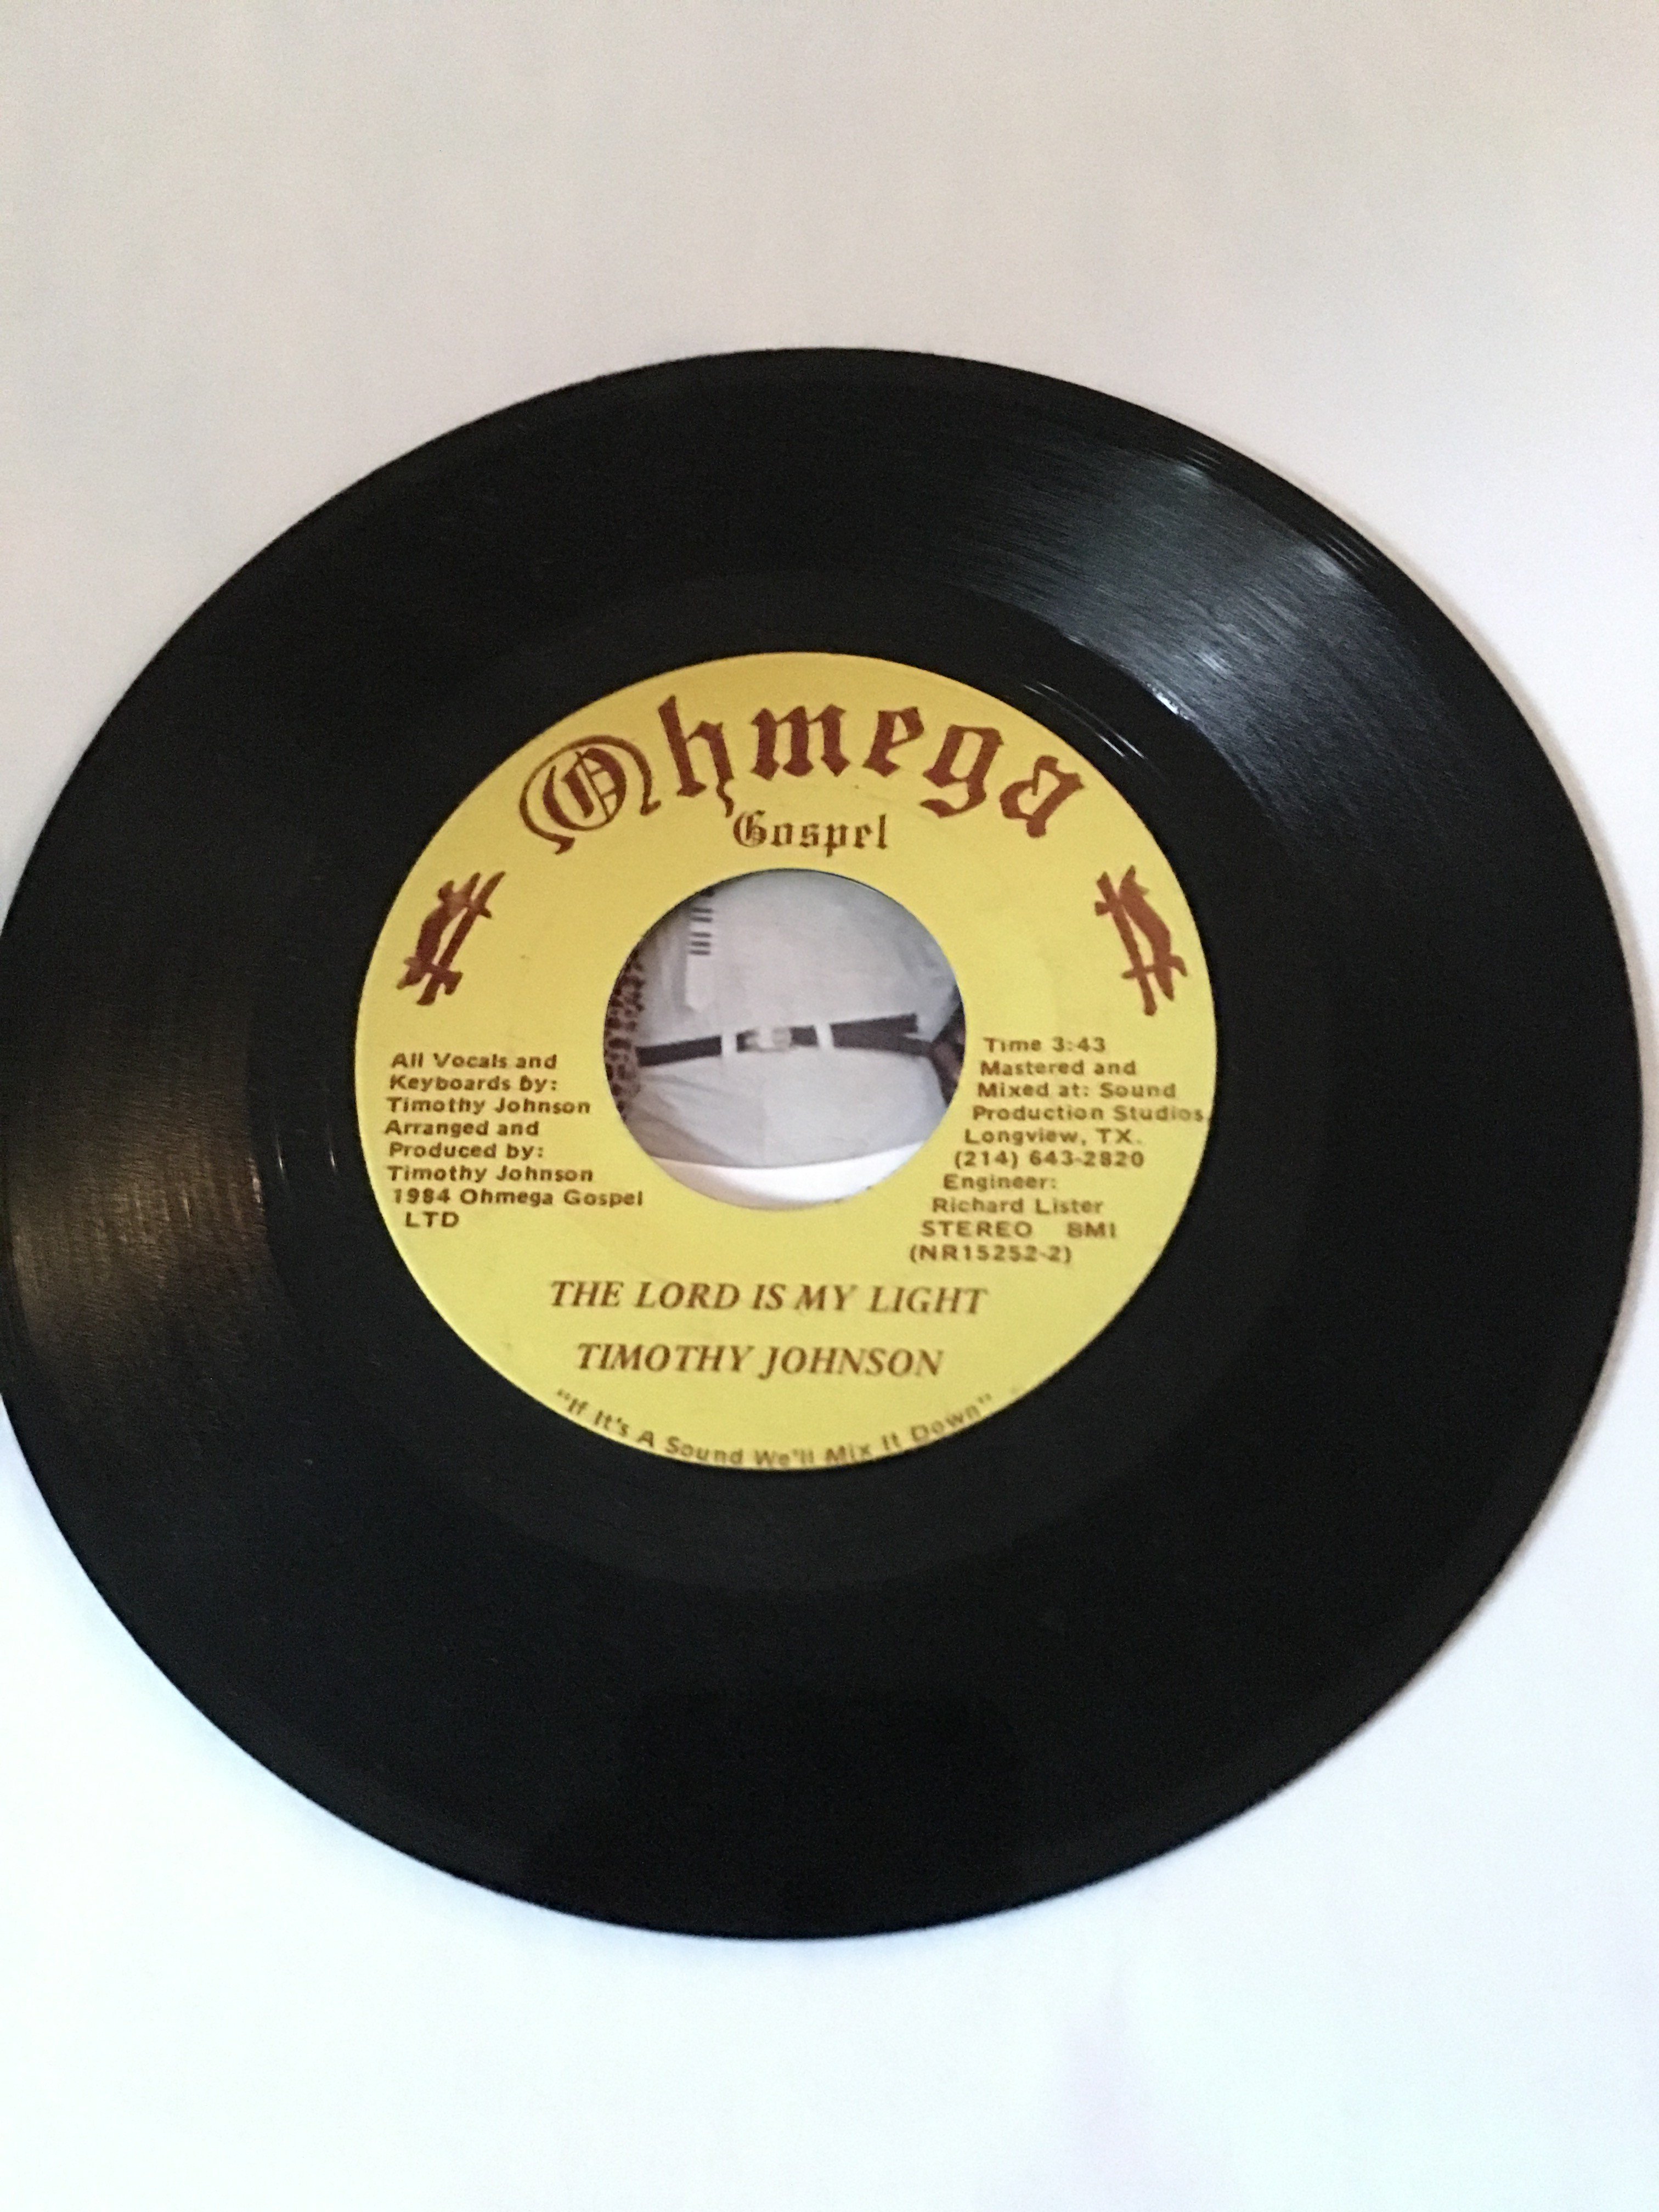 Ohmega
Gospel
All Vocals and
Keyboards by:
Timothy Johnson
Arranged and
Produced by:
Timothy Johnson
1984 Ohmega Gospel
LTD
Time 3:43
Mastered and
Mixed at: Sound
Production Studios
Longview, TX.
(214) 643-2820
Engineer:
Richard Lister
STEREO BMI
(NR15252-2)
THE LORD IS MY LIGHT
TIMOTHY JOHNSON
"If It's A Sound We'll Mix It Down"